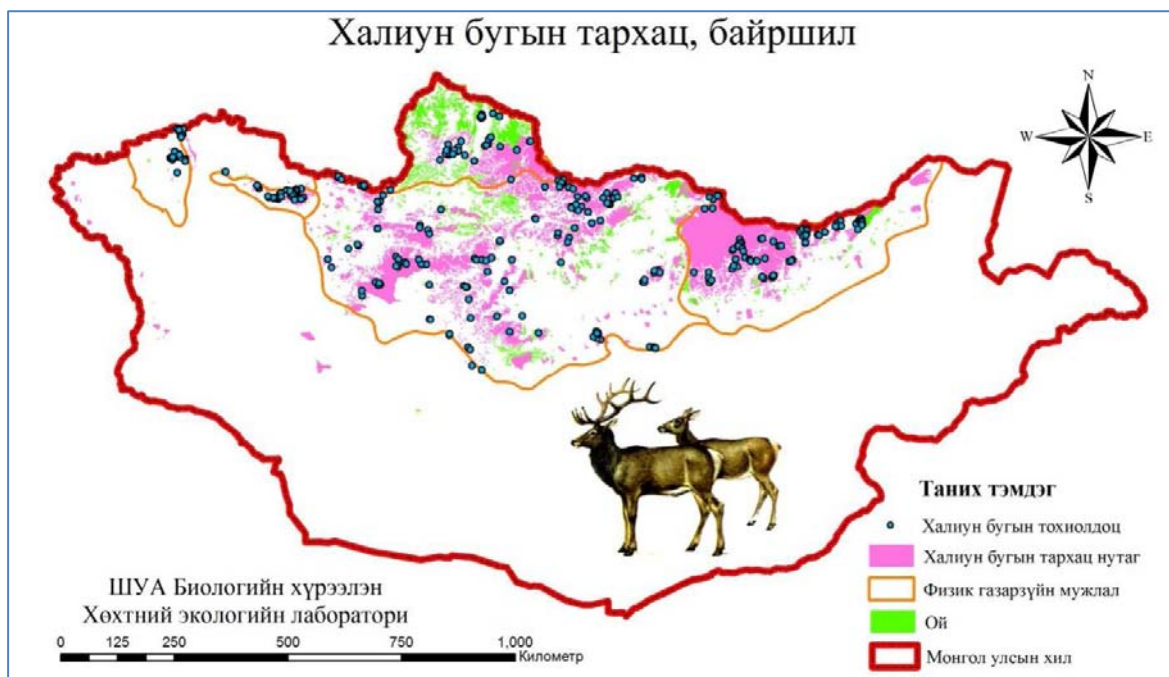 Халиун бугын тархац, байршил
N
W E
S
Таних тэмдэг
Халиун бугын тохиолдоц
Халиун бугын тархац нутаг
Физик газарзүйн мужлал
Ой
Монгол улсын хил
ШУА Биологийн хүрээлэн
Хөхтний экологийн лаборатори
0 125 250 500 750 1,000
Километр